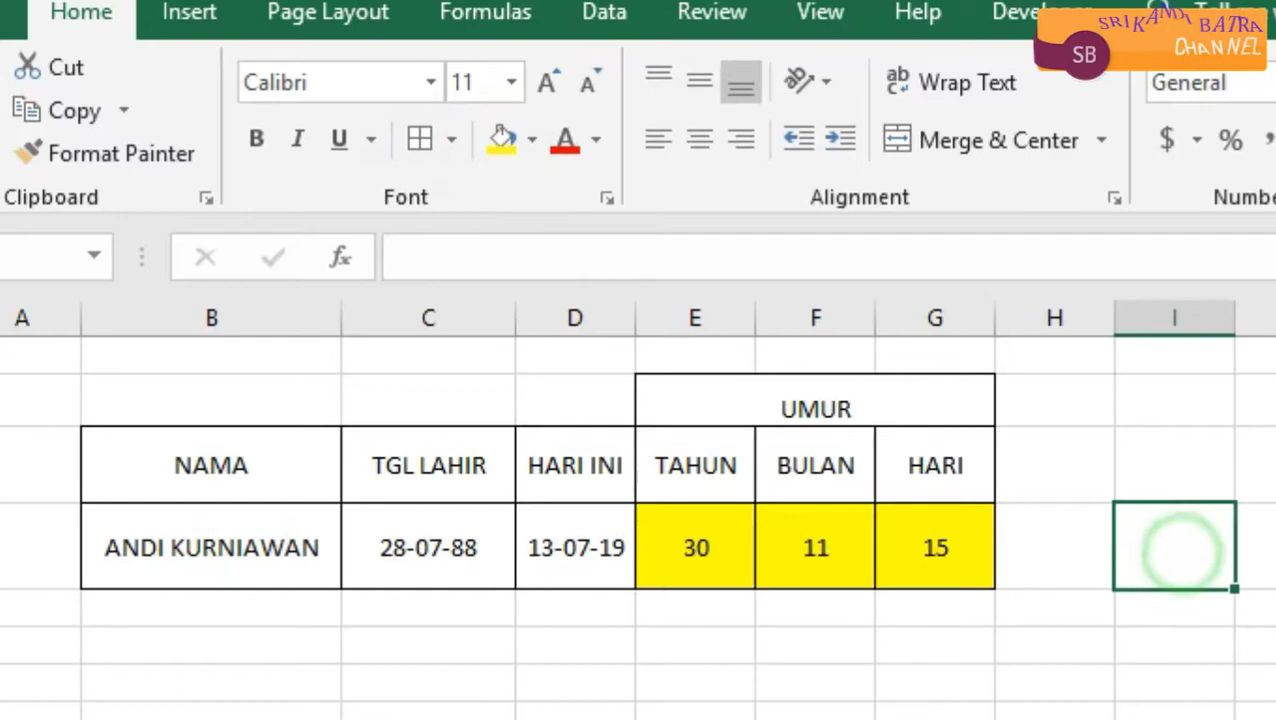 Home Insert Page Layout Formulas Data Review View Help
SRIKANDI BATRA
CHANNEL
SB
Cut
Copy
Format Painter
Clipboard
Calibri 11
B I U A
Font
ab Wrap Text
Merge & Center
Alignment
General
$ % ,
fx
A B C D E F G H I
UMUR
NAMA TGL LAHIR HARI INI TAHUN BULAN HARI
ANDI KURNIAWAN 28-07-88 13-07-19 30 11 15